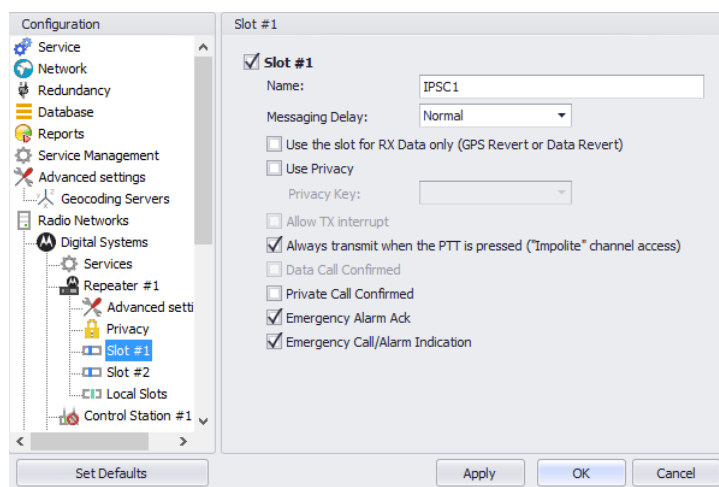 Configuration
Service
Network
Redundancy
Database
Reports
Service Management
Advanced settings
Geocoding Servers
Radio Networks
Digital Systems
Services
Repeater #1
Advanced setti
Privacy
Slot #1
Slot #2
Local Slots
Control Station #1
Set Defaults
Slot #1
Slot #1
Name: IPSC1
Messaging Delay: Normal
Use the slot for RX Data only (GPS Revert or Data Revert)
Use Privacy
Privacy Key:
Allow TX interrupt
Always transmit when the PTT is pressed ("Impolite" channel access)
Data Call Confirmed
Private Call Confirmed
Emergency Alarm Ack
Emergency Call/Alarm Indication
Apply OK Cancel